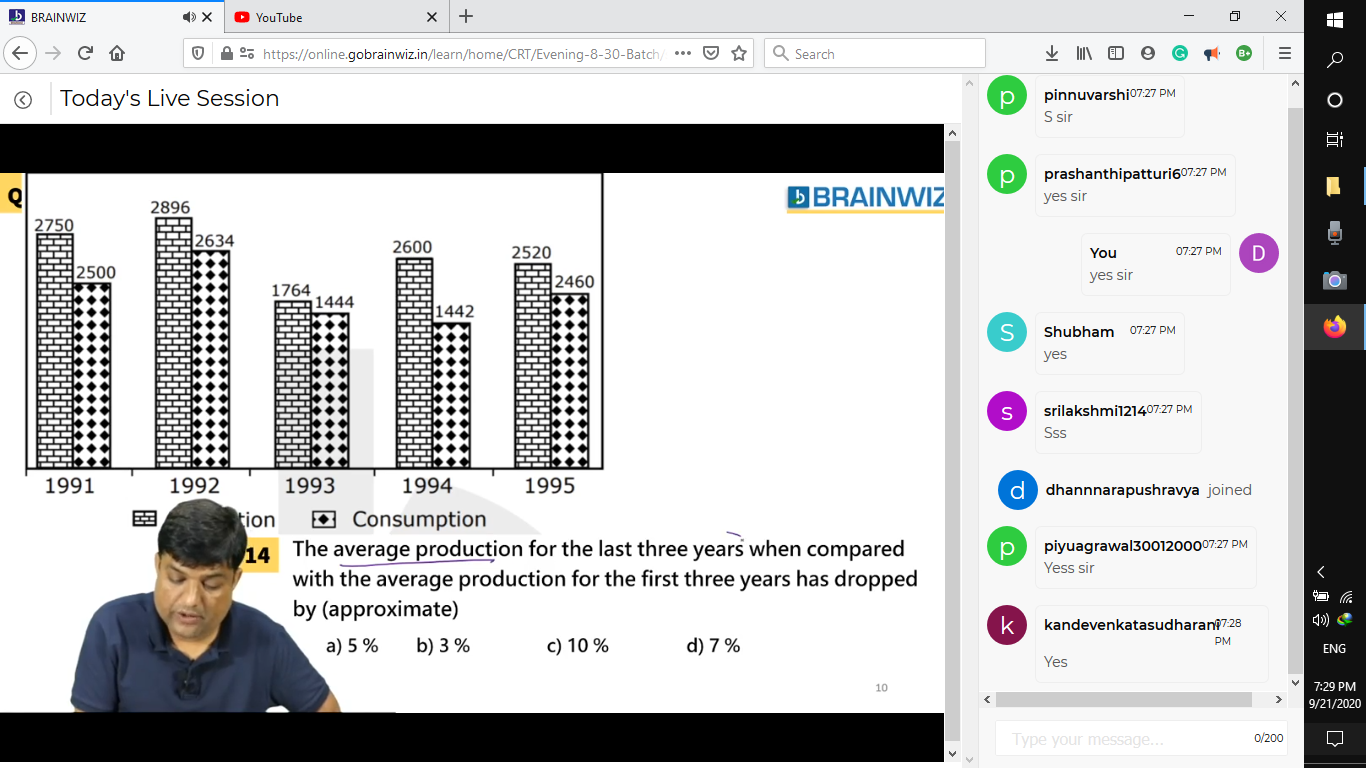 BRAINWIZ
YouTube
https://online.gobrainwiz.in/learn/home/CRT/Evening-8-30-Batch/
Search
Today's Live Session
Q
BRAINWIZ
2750
2500
2896
2634
1764
1444
2600
1442
2520
2460
1991 1992 1993 1994 1995
tion Consumption
14 The average production for the last three years when compared
with the average production for the first three years has dropped
by (approximate)
a) 5 % b) 3 % c) 10 % d) 7 %
10
p
pinnuvarshi 07:27 PM
S sir
p
prashanthipatturi6 07:27 PM
yes sir
You 07:27 PM
D
yes sir
S
Shubham 07:27 PM
yes
s
srilakshmi1214 07:27 PM
Sss
d
dhannnarapushravya joined
p
piyuagrawal30012000 07:27 PM
Yess sir
k
kandevenkatasudharani 07:28
PM
Yes
Type your message...
0/200
B+
ENG
7:29 PM
9/21/2020